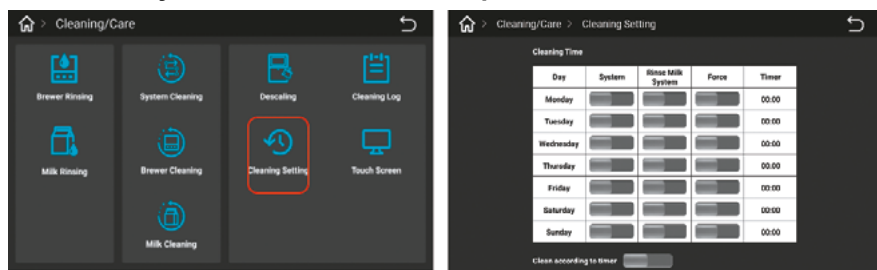 Cleaning/Care
Brewer Rinsing
System Cleaning
Descaling
Cleaning Log
Milk Rinsing
Brewer Cleaning
Cleaning Setting
Touch Screen
Milk Cleaning
Cleaning/Care > Cleaning Setting
Cleaning Time
Day System Rinse Milk System Force Timer
Monday 00:00
Tuesday 00:00
Wednesday 00:00
Thursday 00:00
Friday 00:00
Saturday 00:00
Sunday 00:00
Clean according to timer